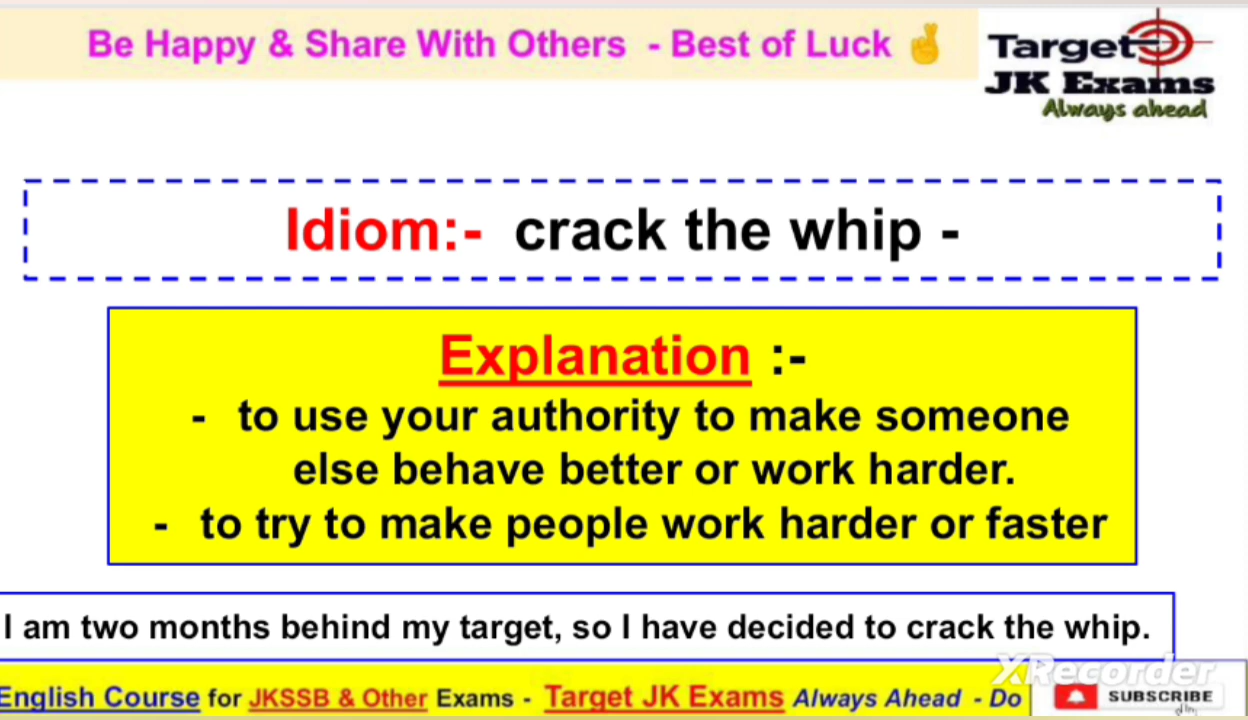 Be Happy & Share With Others - Best of Luck ✌
Target
JK Exams
Always ahead
Idiom:- crack the whip -
Explanation :-
- to use your authority to make someone
else behave better or work harder.
- to try to make people work harder or faster
I am two months behind my target, so I have decided to crack the whip.
XRecorder
English Course for JKSSB & Other Exams - Target JK Exams Always Ahead - Do
SUBSCRIBE